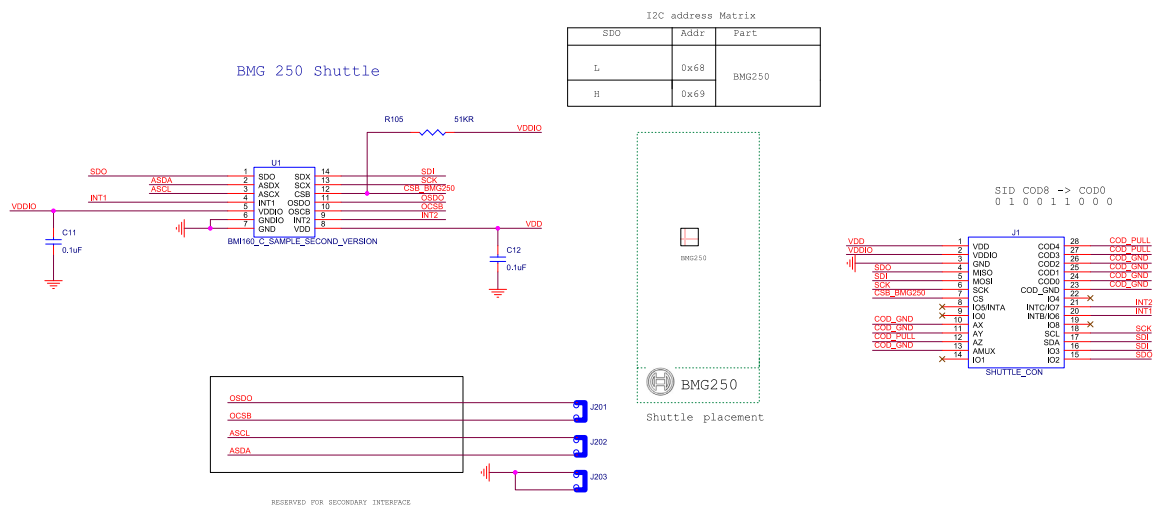 I2C address Matrix
SDO Addr Part
L 0x68 BMG250
H 0x69
BMG 250 Shuttle
R105 51KR VDDIO
U1
SDO 1 SDO SDX 14 SDI
ASDA 2 ASDX SCX 13 SCK
ASCL 3 ASCX CSB 12 CSB_BMG250
INT1 4 INT1 OSDO 11 OSDO
VDDIO 5 VDDIO OSCB 10 OCSB
6 GNDIO INT2 9 INT2
7 GND VDD 8 VDD
BMI160_C_SAMPLE_SECOND_VERSION
C11
0.1uF
C12
0.1uF
BMG250
BMG250
Shuttle placement
SID COD8 -> COD0
0 1 0 0 1 1 0 0 0
J1
VDD 1 VDD COD4 28 COD_PULL
VDDIO 2 VDDIO COD3 27 COD_PULL
3 GND COD2 26 COD_GND
SDO 4 MISO COD1 25 COD_GND
SDI 5 MOSI COD0 24 COD_GND
SCK 6 SCK COD_GND 23 COD_GND
CSB_BMG250 7 CS IO4 22
8 IO5/INTA INTC/IO7 21 INT2
9 IO0 INTB/IO6 20 INT1
COD_GND 10 AX IO8 19
COD_GND 11 AY SCL 18 SCK
COD_PULL 12 AZ SDA 17 SDI
COD_GND 13 AMUX IO3 16 SDI
14 IO1 IO2 15 SDO
SHUTTLE_CON
OSDO
J201
OCSB
ASCL
J202
ASDA
J203
RESERVED FOR SECONDARY INTERFACE